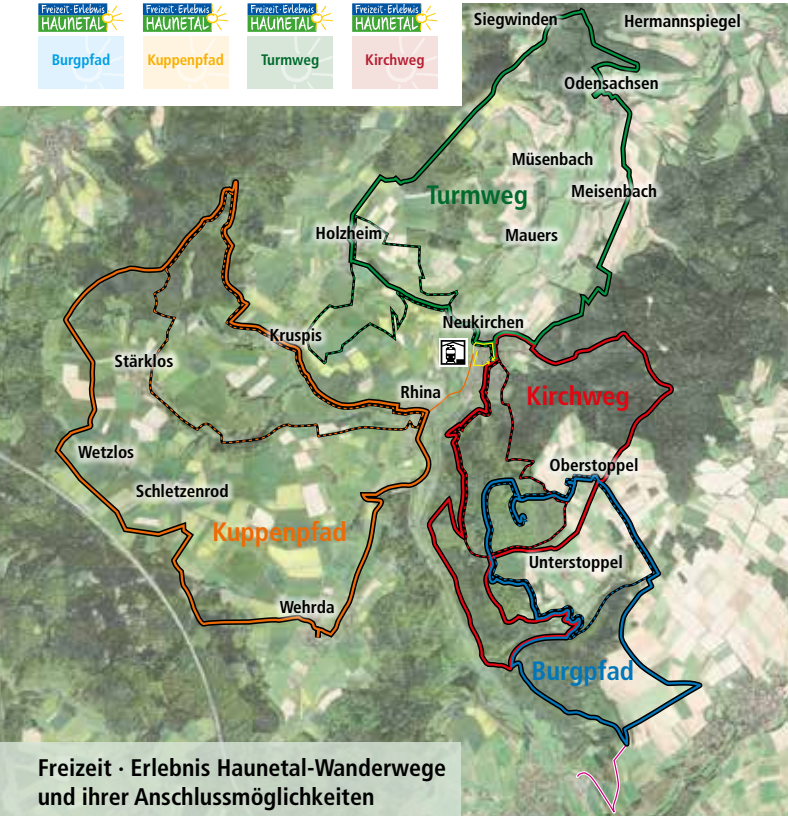 Freizeit · Erlebnis
HAUNETAL
Burgpfad
Freizeit · Erlebnis
HAUNETAL
Kuppenpfad
Freizeit · Erlebnis
HAUNETAL
Turmweg
Freizeit · Erlebnis
HAUNETAL
Kirchweg
Siegwinden
Hermannspiegel
Odensachsen
Müsenbach
Turmweg
Meisenbach
Holzheim
Mauers
Neukirchen
Kruspis
Stärklos
Rhina
Kirchweg
Wetzlos
Oberstoppel
Schletzenrod
Kuppenpfad
Unterstoppel
Wehrda
Burgpfad
Freizeit · Erlebnis Haunetal-Wanderwege
und ihrer Anschlussmöglichkeiten